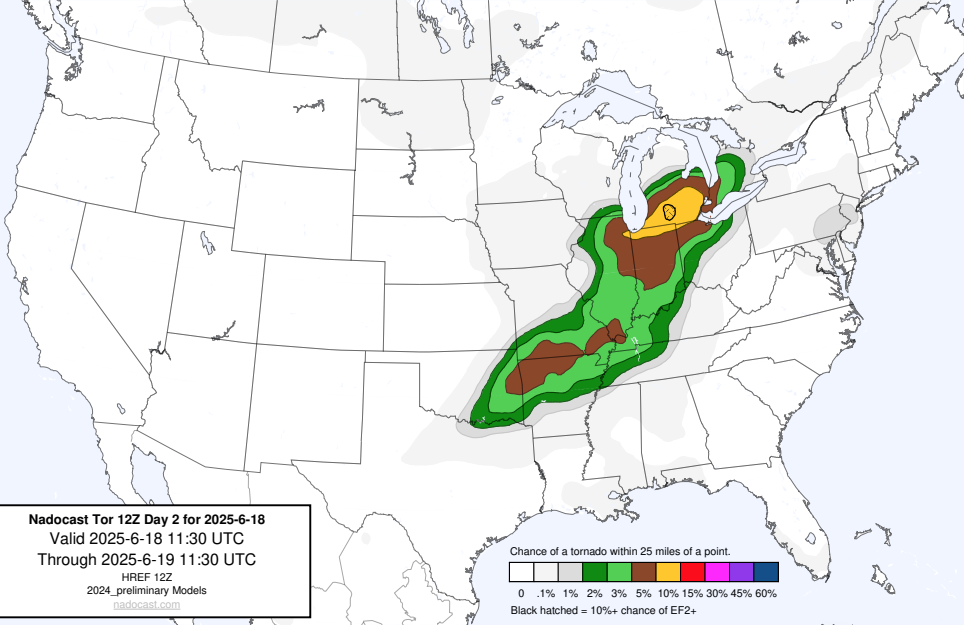 Nadocast Tor 12Z Day 2 for 2025-6-18
Valid 2025-6-18 11:30 UTC
Through 2025-6-19 11:30 UTC
HREF 12Z
2024_preliminary Models
nadocast.com
Chance of a tornado within 25 miles of a point.
0 .1% 1% 2% 3% 5% 10% 15% 30% 45% 60%
Black hatched = 10%+ chance of EF2+